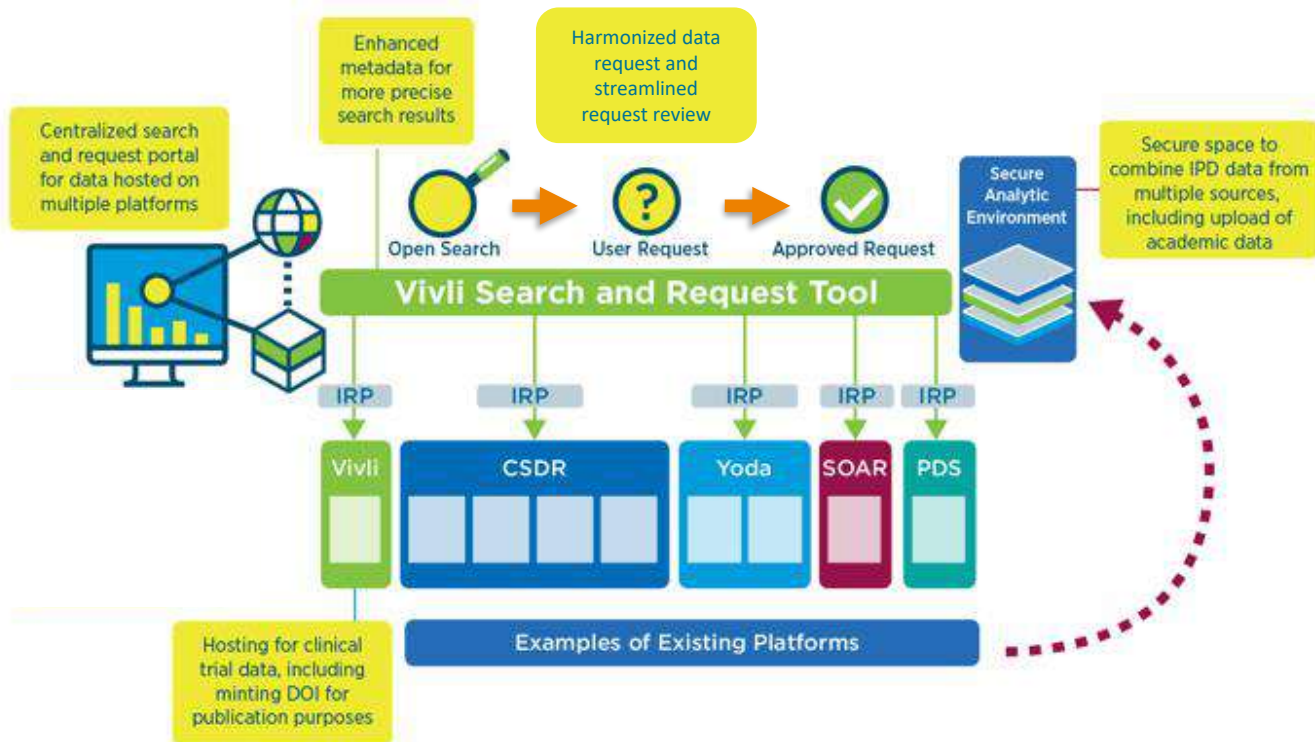 Enhanced
metadata for
more precise
search results
Harmonized data
request and
streamlined
request review
Centralized search
and request portal
for data hosted on
multiple platforms
Secure space to
combine IPD data from
multiple sources,
including upload of
academic data
Secure
Analytic
Environment
?
Open Search
User Request
Approved Request
Vivli Search and Request Tool
IRP
IRP
IRP
IRP
IRP
Vivli
CSDR
Yoda
SOAR
PDS
Examples of Existing Platforms
Hosting for clinical
trial data, including
minting DOI for
publication purposes